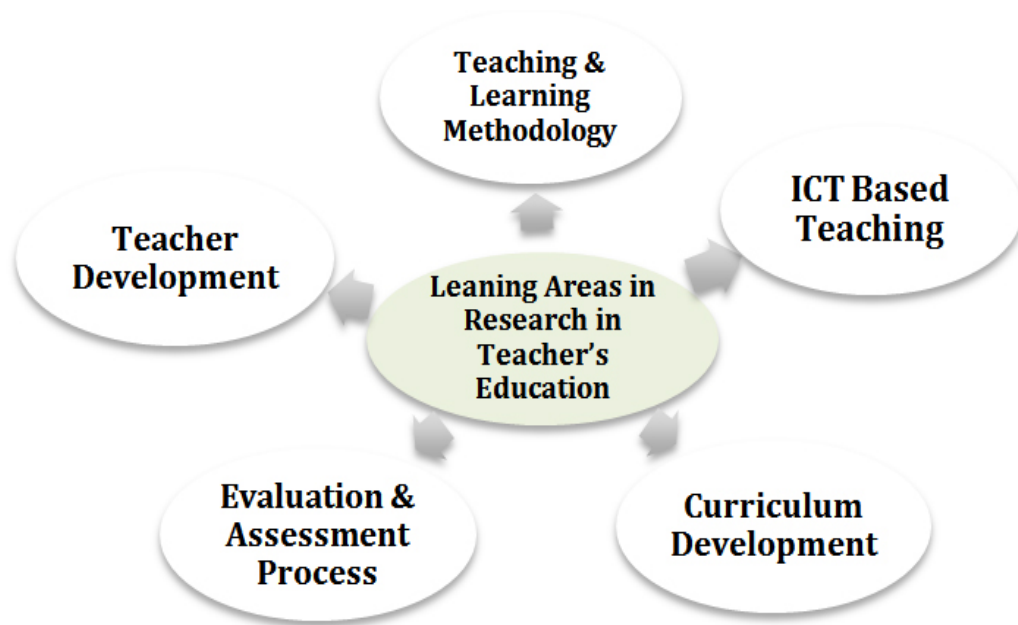 Teaching &
Learning
Methodology
ICT Based
Teaching
Teacher
Development
Leaning Areas in
Research in
Teacher’s
Education
Evaluation &
Assessment
Process
Curriculum
Development